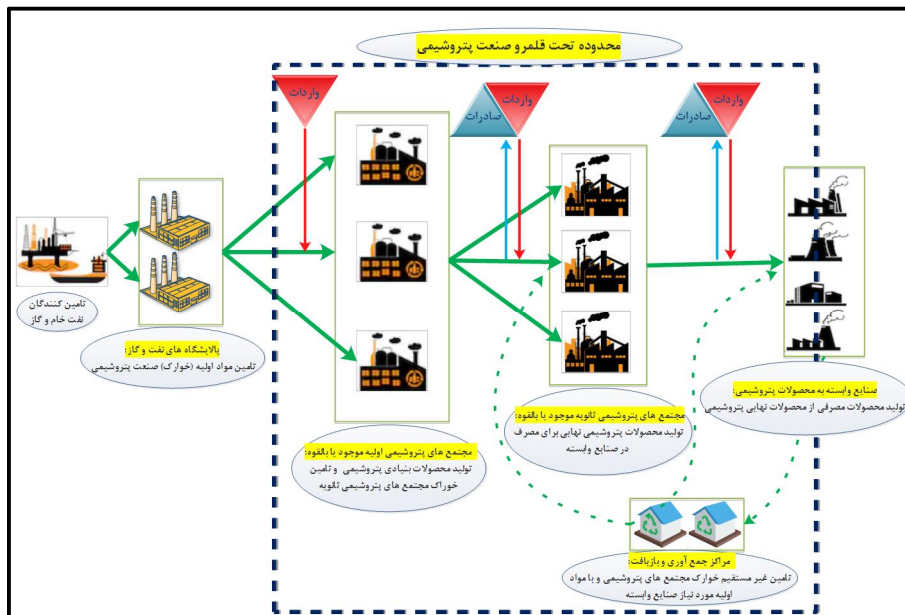 محدوده تحت قلمرو صنعت پتروشیمی
واردات
واردات
صادرات
واردات
صادرات
تامین کنندگان
نفت خام و گاز
پالایشگاه های نفت و گاز:
تامین مواد اولیه (خوارک) صنعت پتروشیمی
مجتمع های پتروشیمی اولیه موجود یا بالقوه:
تولید محصولات بنیادی پتروشیمی و تامین
خوراک مجتمع های پتروشیمی ثانویه
مجتمع های پتروشیمی ثانویه موجود یا بالقوه:
تولید محصولات پتروشیمی نهایی برای مصرف
در صنایع وابسته
صنایع وابسته به محصولات پتروشیمی:
تولید محصولات مصرفی از محصولات نهایی پتروشیمی
مراکز جمع آوری و بازیافت:
تامین غیر مستقیم خوارک مجتمع های پتروشیمی و یا مواد
اولیه مورد نیاز صنایع وابسته